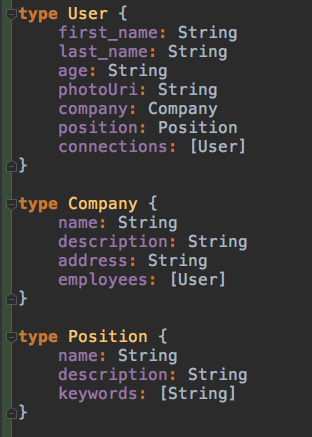 type User {
first_name: String
last_name: String
age: String
photoUri: String
company: Company
position: Position
connections: [User]
}
type Company {
name: String
description: String
address: String
employees: [User]
}
type Position {
name: String
description: String
keywords: [String]
}